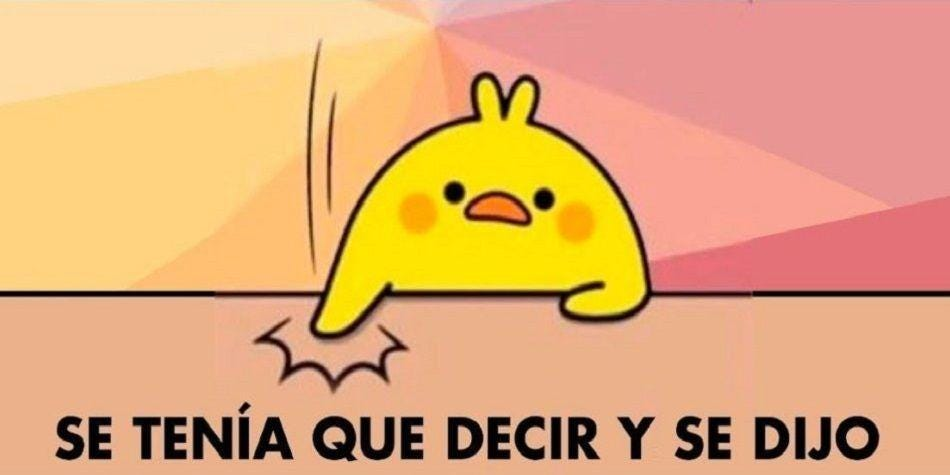 SE TENÍA QUE DECIR Y SE DIJO